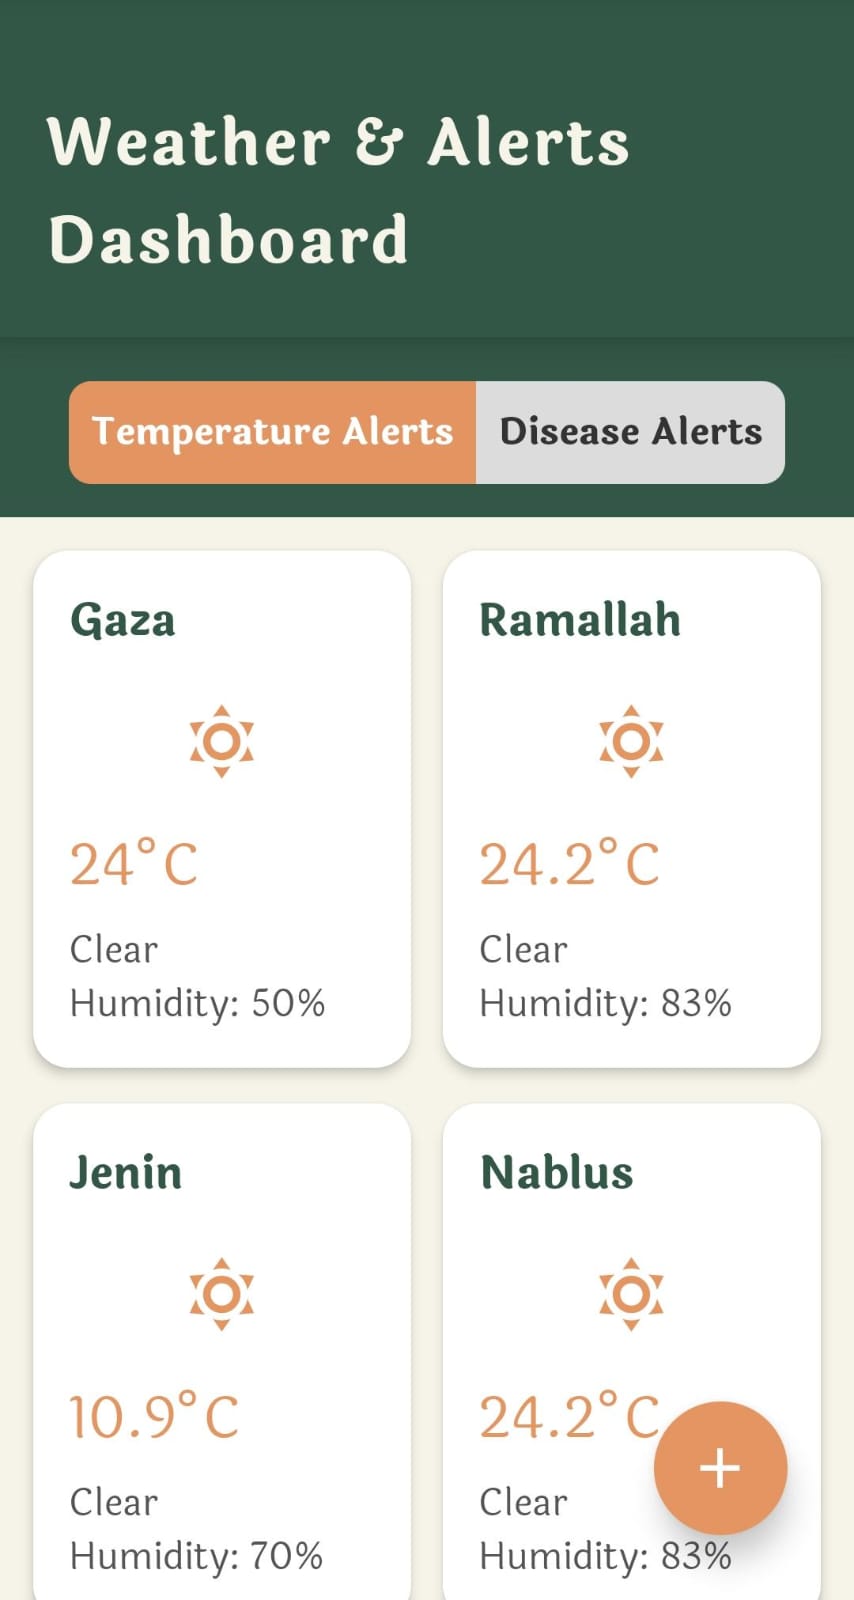 Weather & Alerts
Dashboard
Temperature Alerts
Disease Alerts
Gaza
24°C
Clear
Humidity: 50%
Ramallah
24.2°C
Clear
Humidity: 83%
Jenin
10.9°C
Clear
Humidity: 70%
Nablus
24.2°C
Clear
Humidity: 83%
+